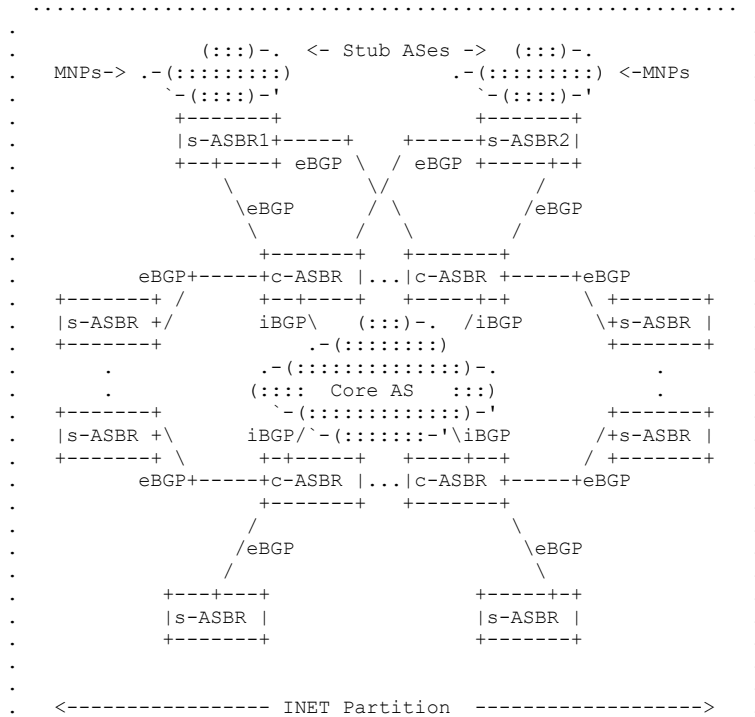 (:::)-. <- Stub ASes -> (:::)-.
MNPs-> .-(:::::::::) .-(:::::::::) <-MNPs
`-(::::)-' `-(::::)-'
+-------+ +-------+
|s-ASBR1+-----+ +-----+s-ASBR2|
+--+----+ eBGP \ / eBGP +-----+-+
\ \/ /
\eBGP / \ /eBGP
\ / \ /
+-------+ +-------+
eBGP+-----+c-ASBR |...|c-ASBR +-----+eBGP
+-------+ / +--+----+ +-----+-+ \ +-------+
|s-ASBR +/ iBGP\ (:::)-. /iBGP \+s-ASBR |
+-------+ .-(::::::::) +-------+
. .-(::::::::::::::)-. .
. (:::: Core AS :::) .
+-------+ `-(:::::::::::::)-' +-------+
|s-ASBR +\ iBGP/`-(:::::::-'\iBGP /+s-ASBR |
+-------+ \ +-+-----+ +----+--+ / +-------+
eBGP+-----+c-ASBR |...|c-ASBR +-----+eBGP
+-------+ +-------+
/ \
/eBGP \eBGP
/ \
+---+---+ +-----+-+
|s-ASBR | |s-ASBR |
+-------+ +-------+
<----------------- INET Partition ------------------->